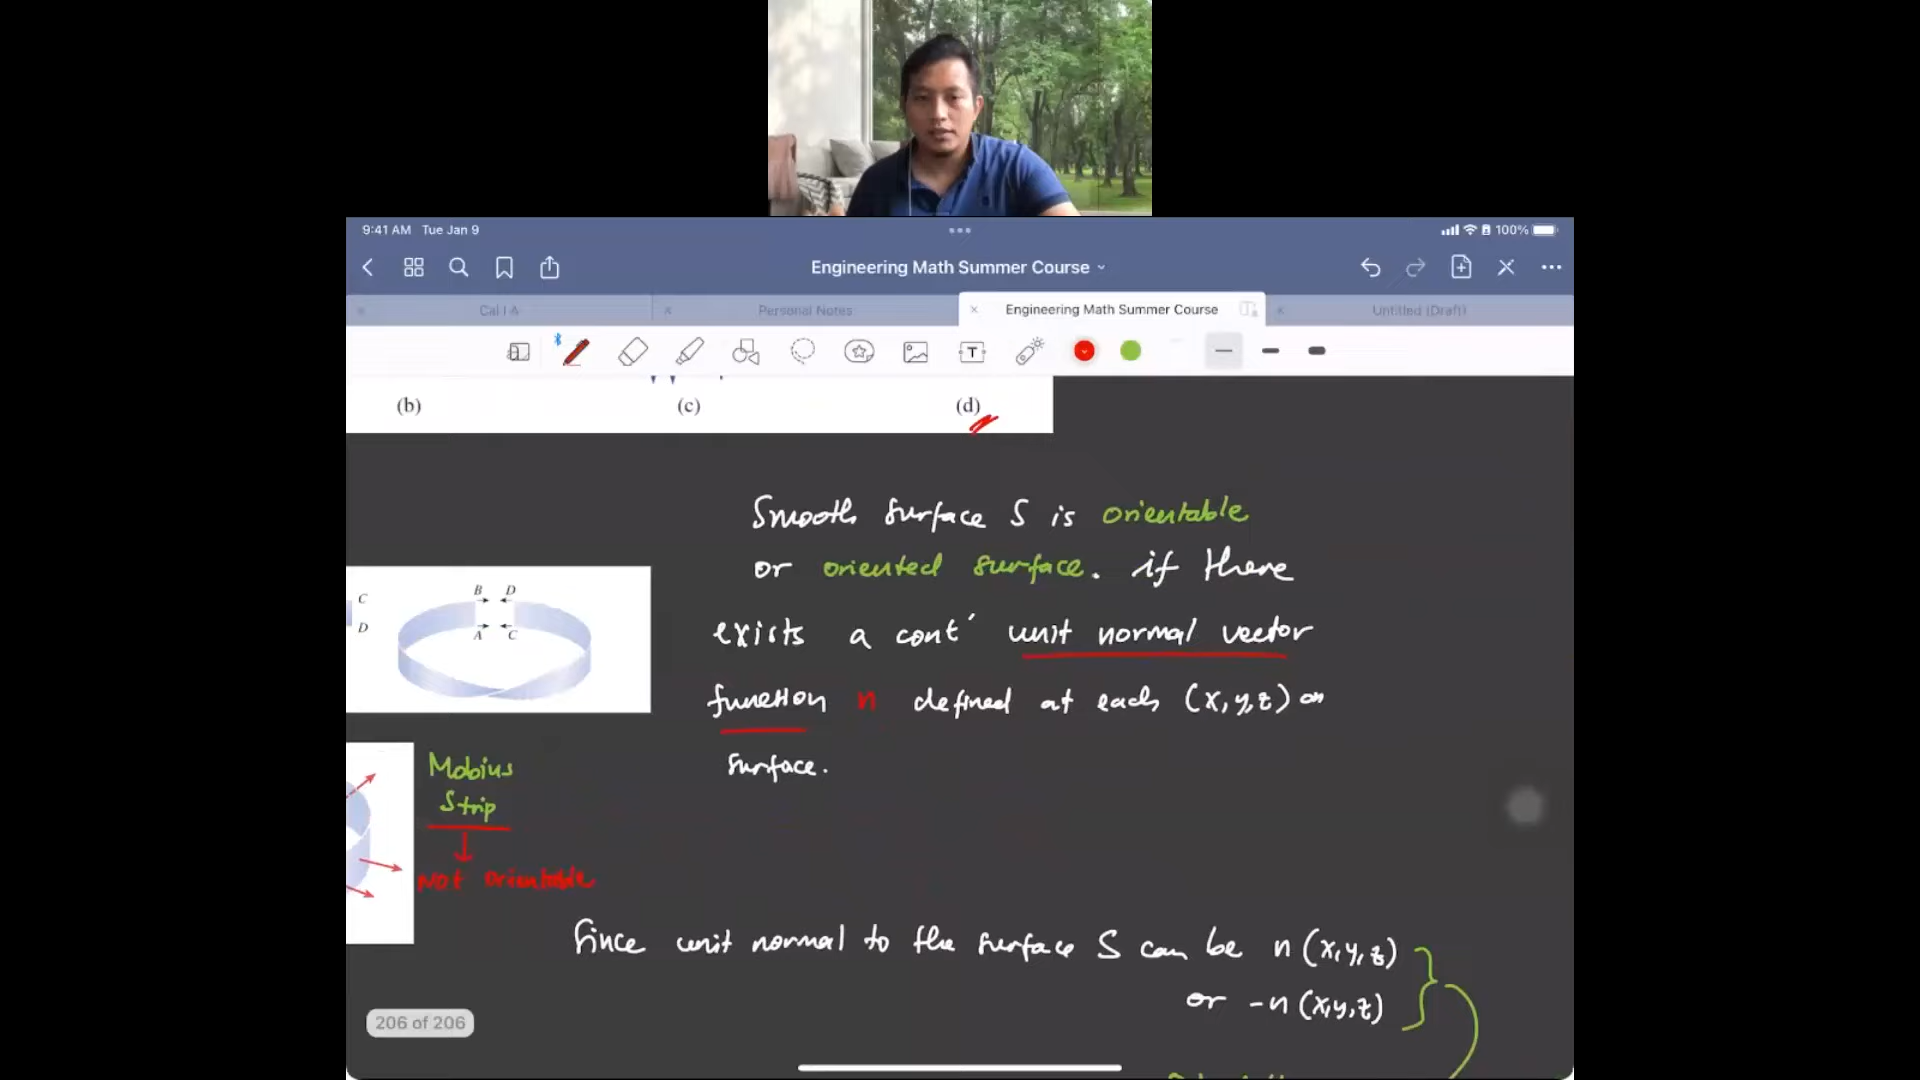 9:41 AM Tue Jan 9
100%
Engineering Math Summer Course
Cal I A
Personal Notes
Engineering Math Summer Course
Untitled (Draft)
T
(b)
(c)
(d)
Smooth surface S is orientable
or oriented surface. if there
exists a cont' unit normal vector
function n defined at each (x,y,z) on
surface.
C
D
B D
A C
Mobius
Strip
Not Orientable
Since unit normal to the surface S can be n (x,y,z)
or -n (x,y,z)
206 of 206